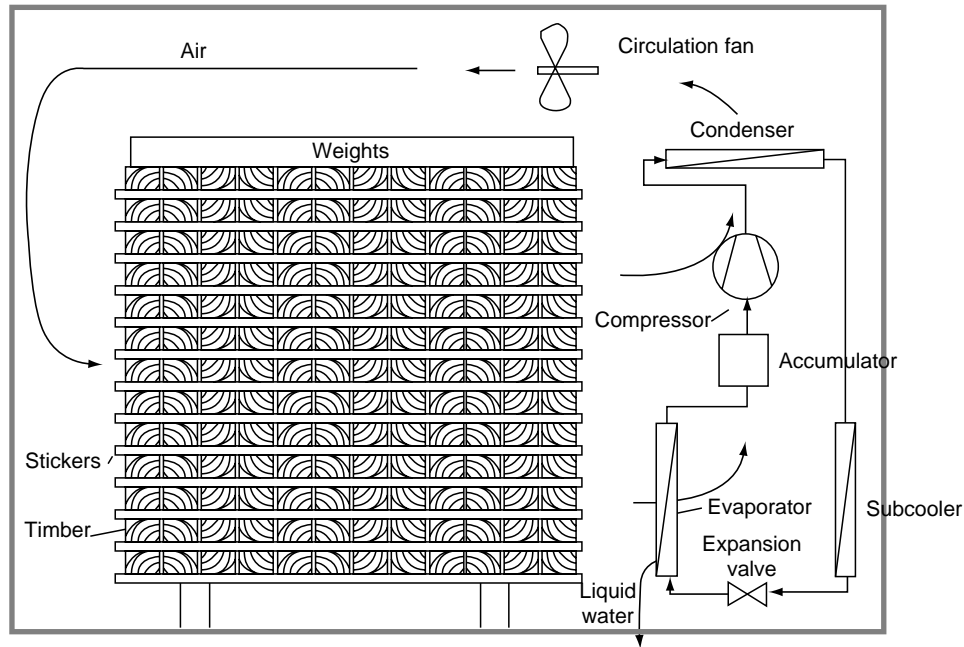 Air
Circulation fan
Condenser
Weights
Compressor
Accumulator
Stickers
Timber
Evaporator
Subcooler
Expansion
valve
Liquid
water